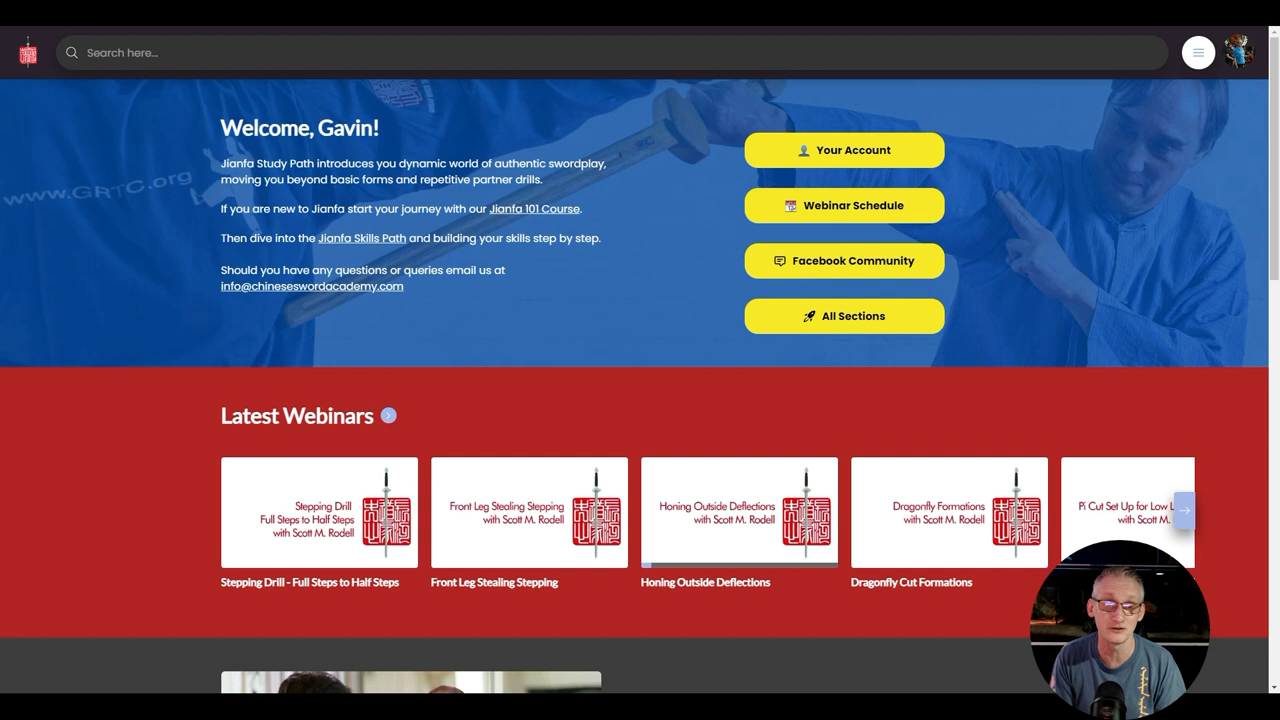 Search here...
Welcome, Gavin!
Jianfa Study Path introduces you dynamic world of authentic swordplay,
moving you beyond basic forms and repetitive partner drills.
If you are new to Jianfa start your journey with our Jianfa 101 Course.
Then dive into the Jianfa Skills Path and building your skills step by step.
Should you have any questions or queries email us at
info@chineseswordacademy.com
www.GRTC.org
Your Account
Webinar Schedule
Facebook Community
All Sections
Latest Webinars
Stepping Drill
Full Steps to Half Steps
with Scott M. Rodell
Stepping Drill - Full Steps to Half Steps
Front Leg Stealing Stepping
with Scott M. Rodell
Front Leg Stealing Stepping
Honing Outside Deflections
with Scott M. Rodell
Honing Outside Deflections
Dragonfly Formations
with Scott M. Rodell
Dragonfly Cut Formations
Pi Cut Set Up for Low L
with Scott M.